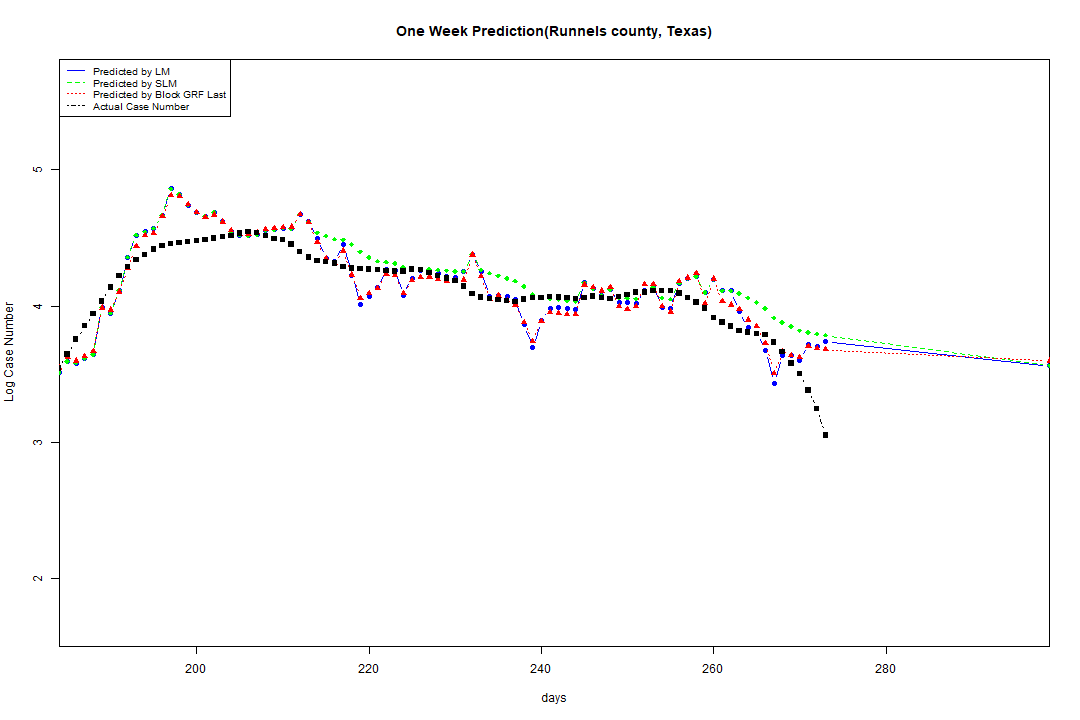 One Week Prediction(Runnels county, Texas)
Predicted by LM
Predicted by SLM
Predicted by Block GRF Last
Actual Case Number
5
4
3
2
Log Case Number
200 220 240 260 280
days